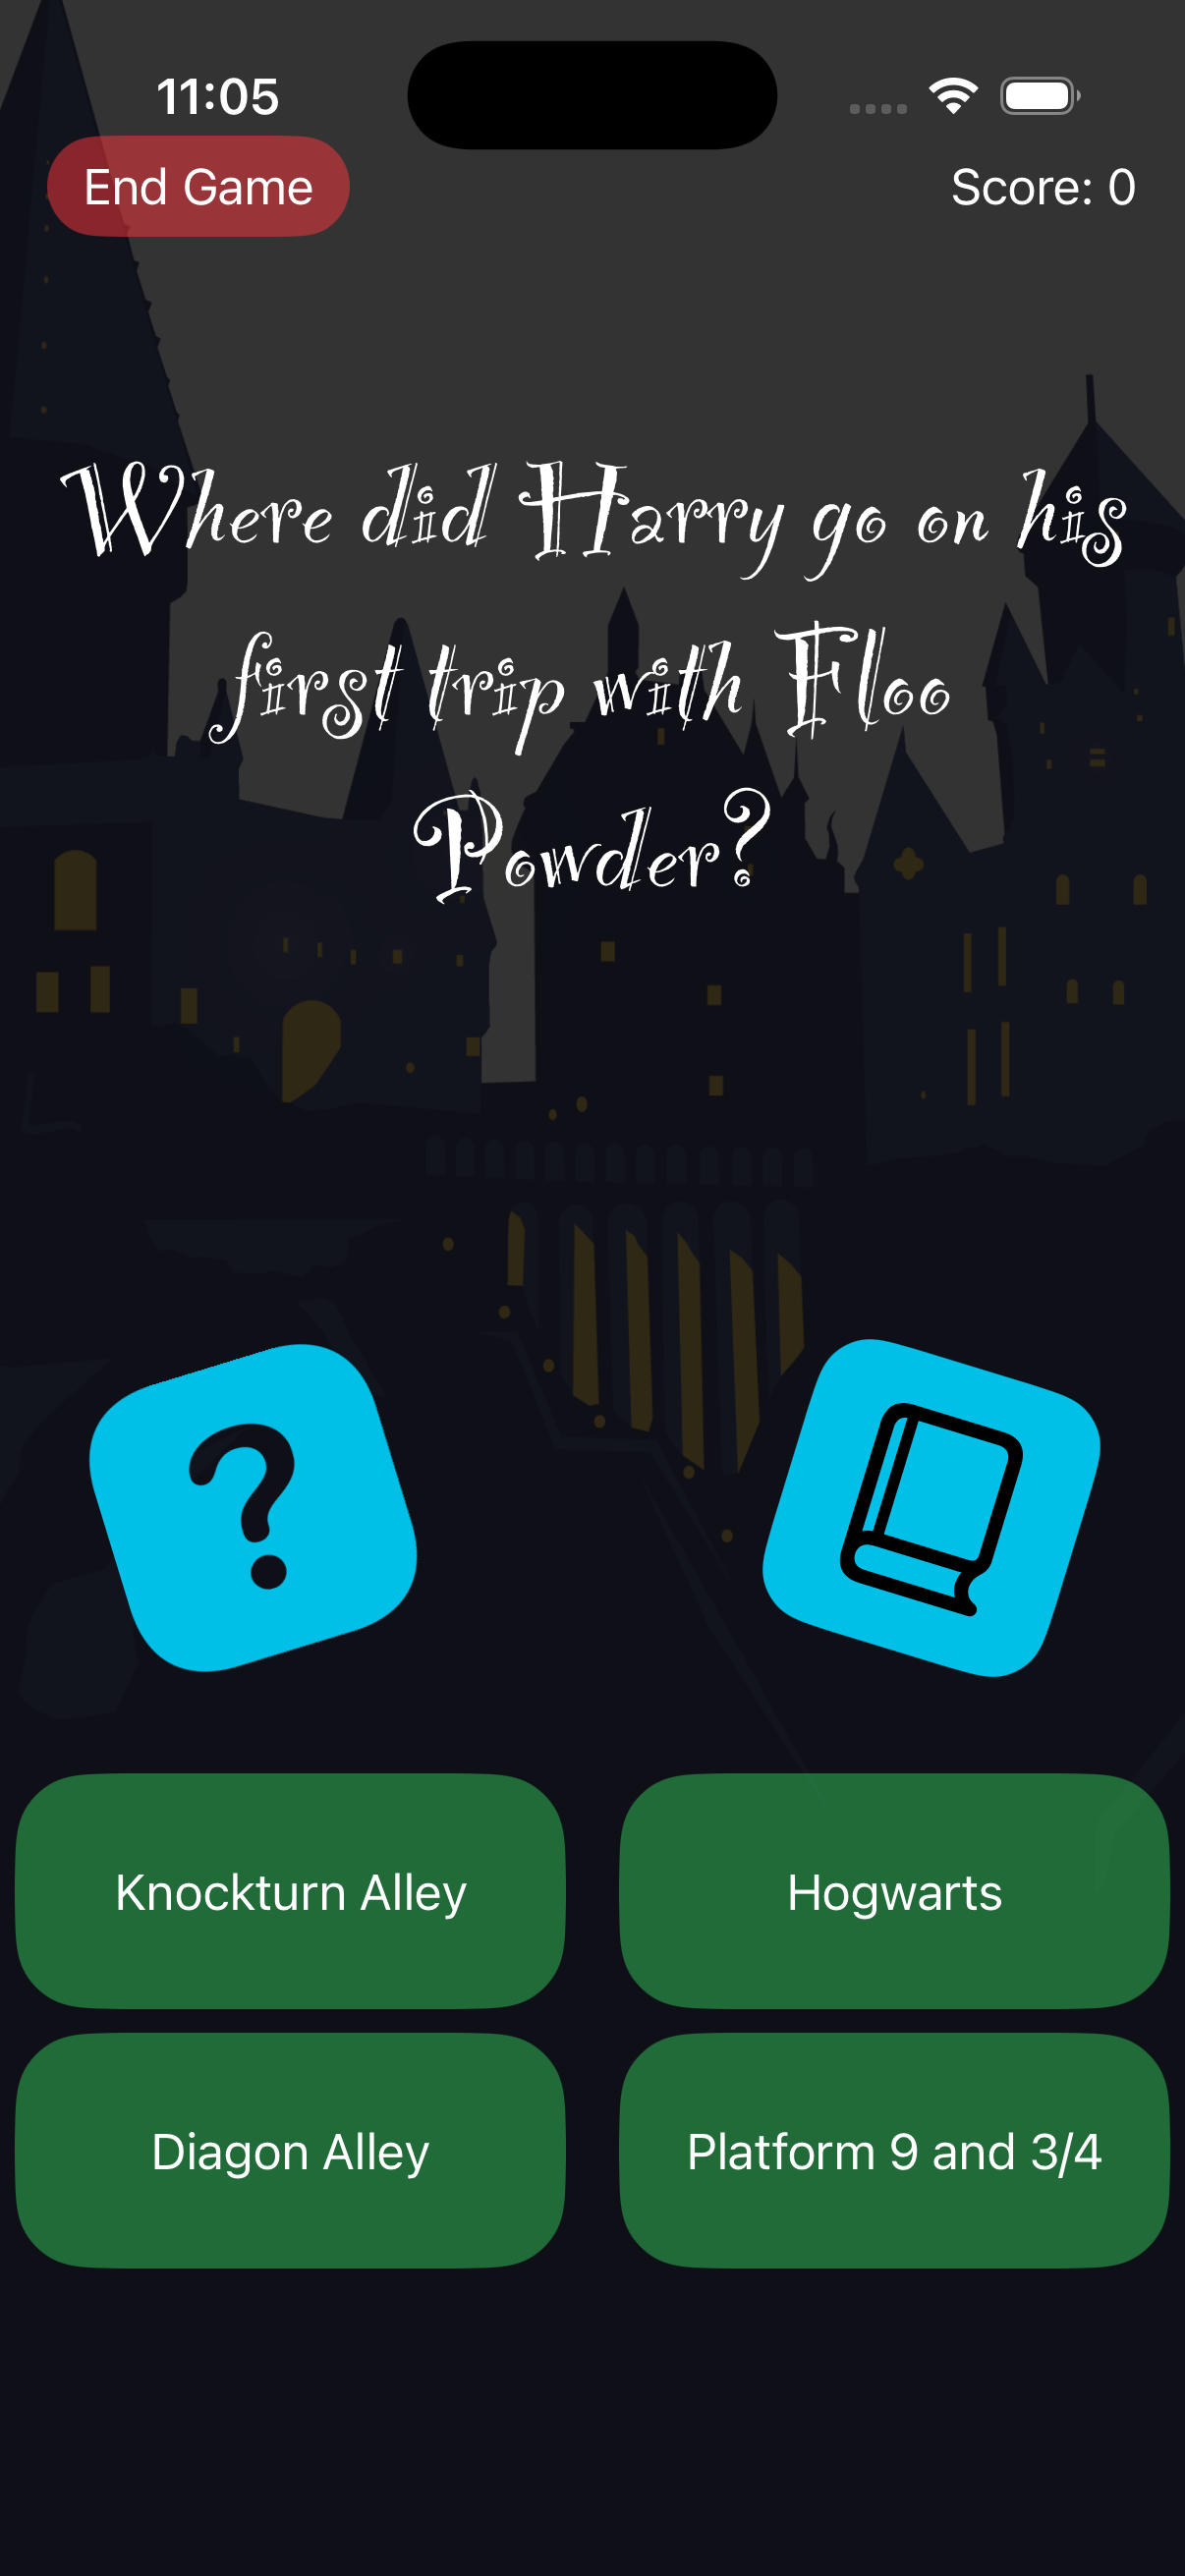 11:05
End Game
Score: 0
Where did Harry go on his
first trip with Floo
Powder?
?
Knockturn Alley
Hogwarts
Diagon Alley
Platform 9 and 3/4